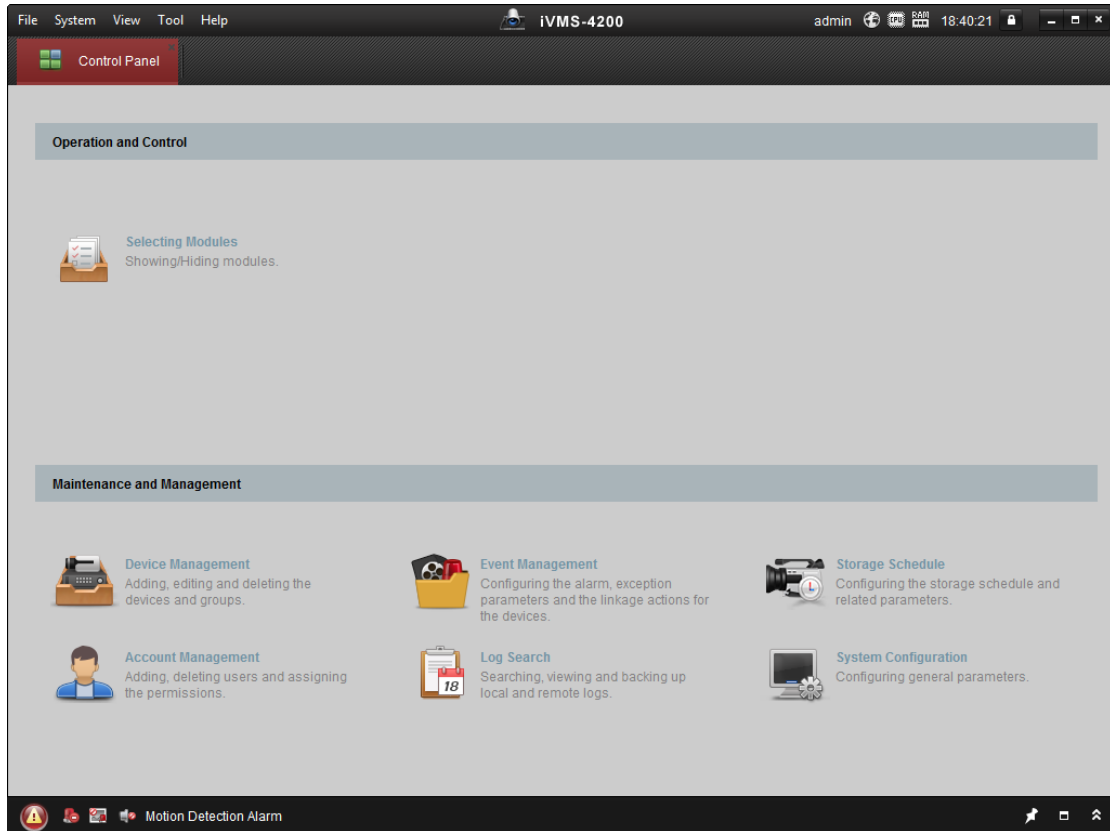 File System View Tool Help iVMS-4200 admin CPU RAM 18:40:21
Control Panel
Operation and Control
Selecting Modules
Showing/Hiding modules.
Maintenance and Management
Device Management
Adding, editing and deleting the
devices and groups.
Event Management
Configuring the alarm, exception
parameters and the linkage actions for
the devices.
Storage Schedule
Configuring the storage schedule and
related parameters.
Account Management
Adding, deleting users and assigning
the permissions.
18
Log Search
Searching, viewing and backing up
local and remote logs.
System Configuration
Configuring general parameters.
Motion Detection Alarm